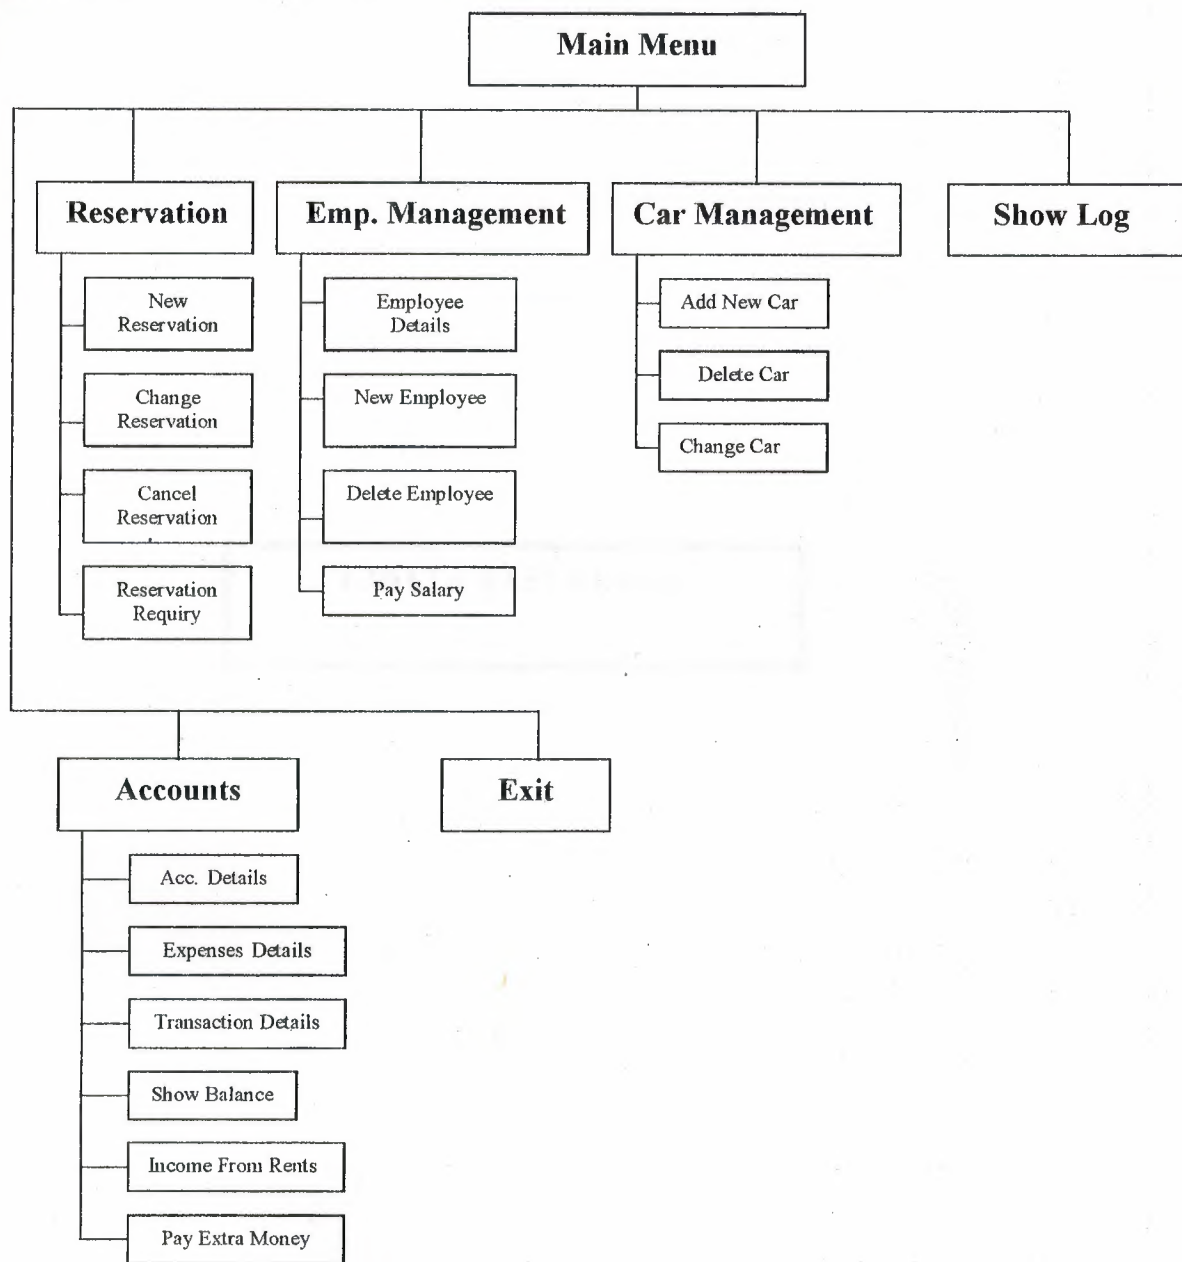 Main Menu
Reservation
New
Reservation
Change
Reservation
Cancel
Reservation
Reservation
Requiry
Emp. Management
Employee
Details
New Employee
Delete Employee
Pay Salary
Car Management
Add New Car
Delete Car
Change Car
Show Log
Accounts
Acc. Details
Expenses Details
Transaction Details
Show Balance
Income From Rents
Pay Extra Money
Exit